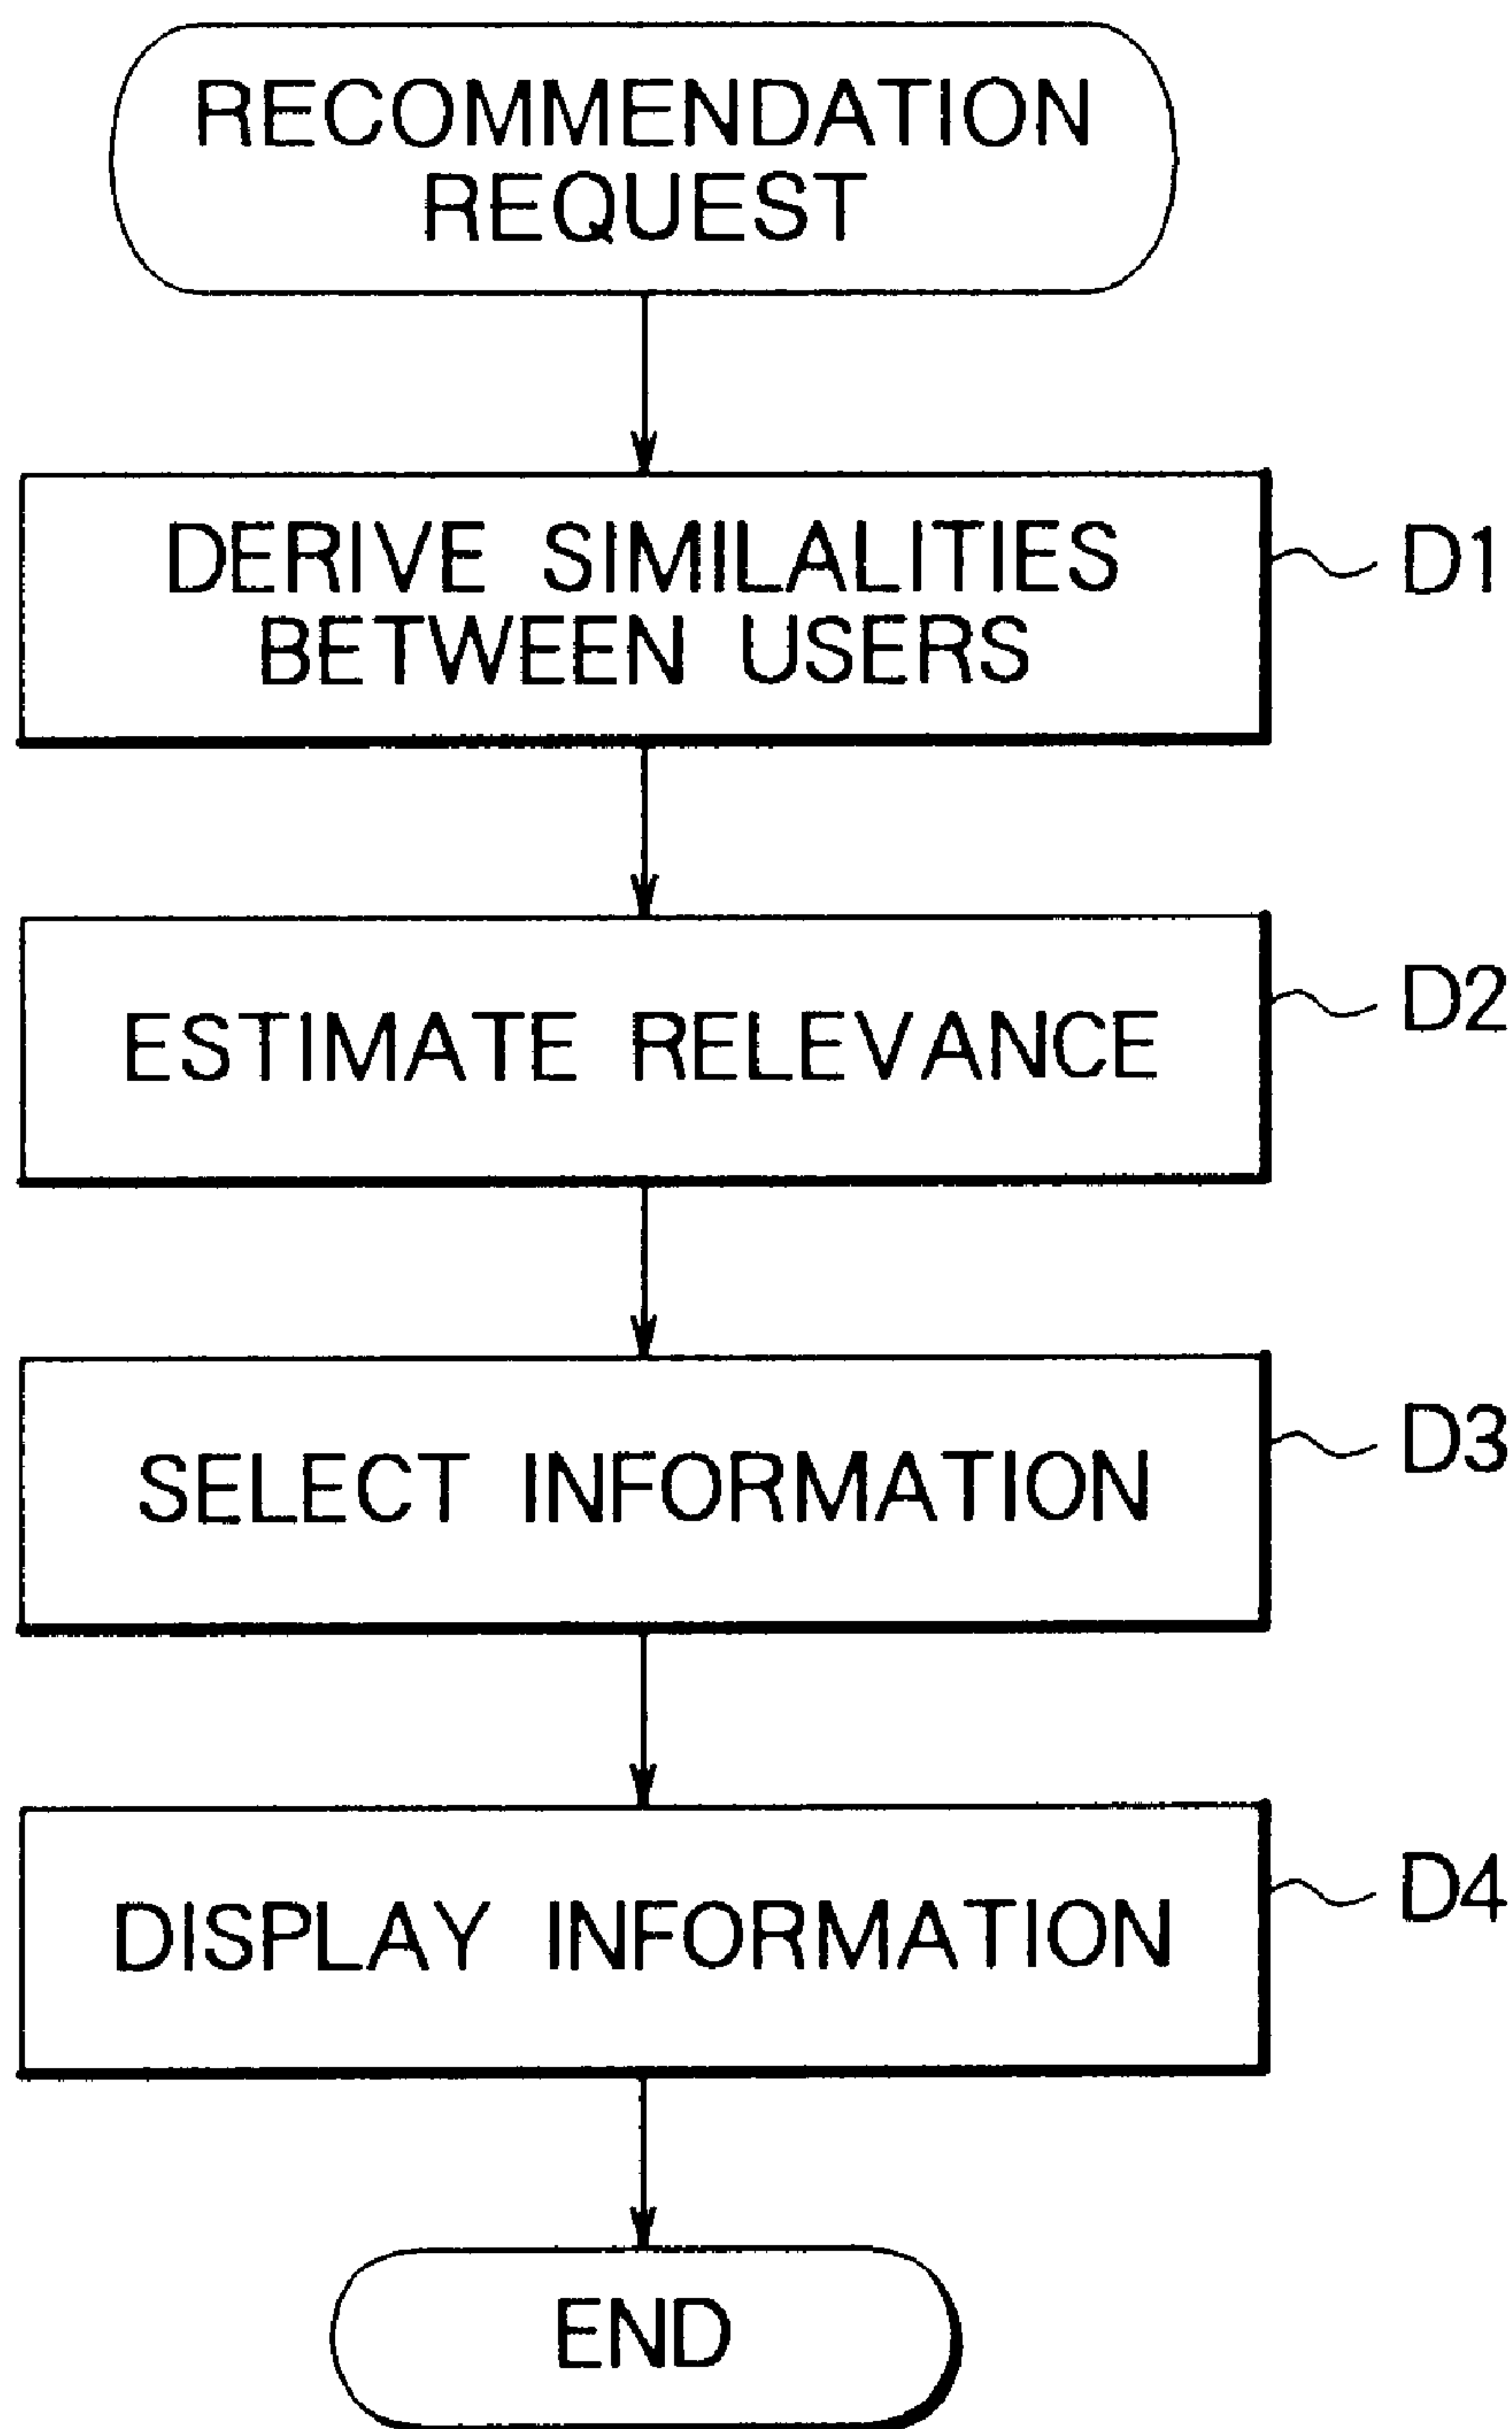 RECOMMENDATION
REQUEST
DERIVE SIMILALITIES
BETWEEN USERS
D1
ESTIMATE RELEVANCE
D2
SELECT INFORMATION
D3
DISPLAY INFORMATION
D4
END